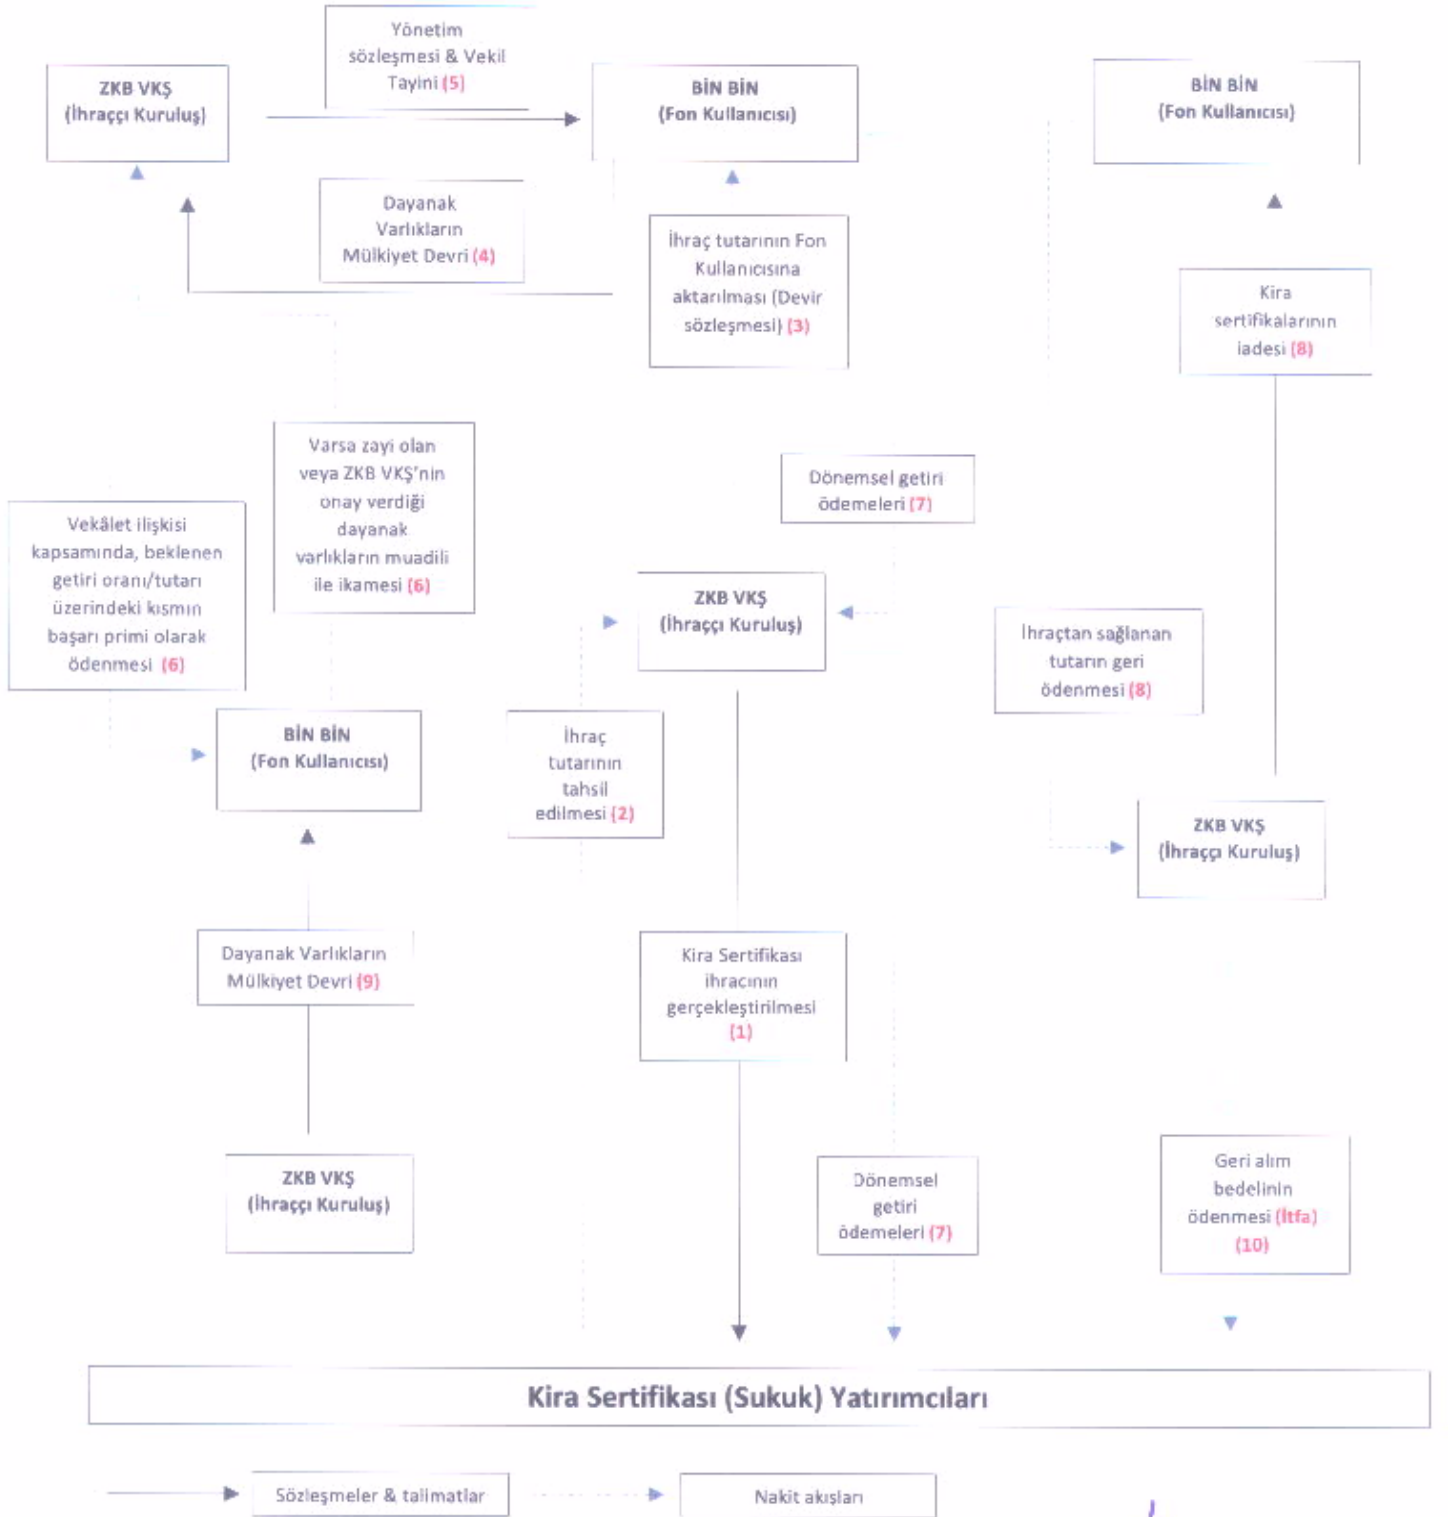 Yönetim
sözleşmesi & Vekil
Tayini (5)
ZKB VKŞ
(İhraççı Kuruluş)
BİN BİN
(Fon Kullanıcısı)
BİN BİN
(Fon Kullanıcısı)
Dayanak
Varlıkların
Mülkiyet Devri (4)
İhraç tutarının Fon
Kullanıcısına
aktarılması (Devir
sözleşmesi) (3)
Kira
sertifikalarının
iadesi (8)
Varsa zayi olan
veya ZKB VKŞ'nin
onay verdiği
dayanak
varlıkların muadili
ile ikamesi (6)
Dönemsel getiri
ödemeleri (7)
Vekâlet ilişkisi
kapsamında, beklenen
getiri oranı/tutarı
üzerindeki kısmın
başarı primi olarak
ödenmesi (6)
ZKB VKŞ
(İhraççı Kuruluş)
İhraçtan sağlanan
tutarın geri
ödenmesi (8)
BİN BİN
(Fon Kullanıcısı)
İhraç
tutarının
tahsil
edilmesi (2)
ZKB VKŞ
(İhraççı Kuruluş)
Dayanak Varlıkların
Mülkiyet Devri (9)
Kira Sertifikası
ihracının
gerçekleştirilmesi
(1)
ZKB VKŞ
(İhraççı Kuruluş)
Dönemsel
getiri
ödemeleri (7)
Geri alım
bedelinin
ödenmesi (İtfa)
(10)
Kira Sertifikası (Sukuk) Yatırımcıları
Sözleşmeler & talimatlar
Nakit akışları